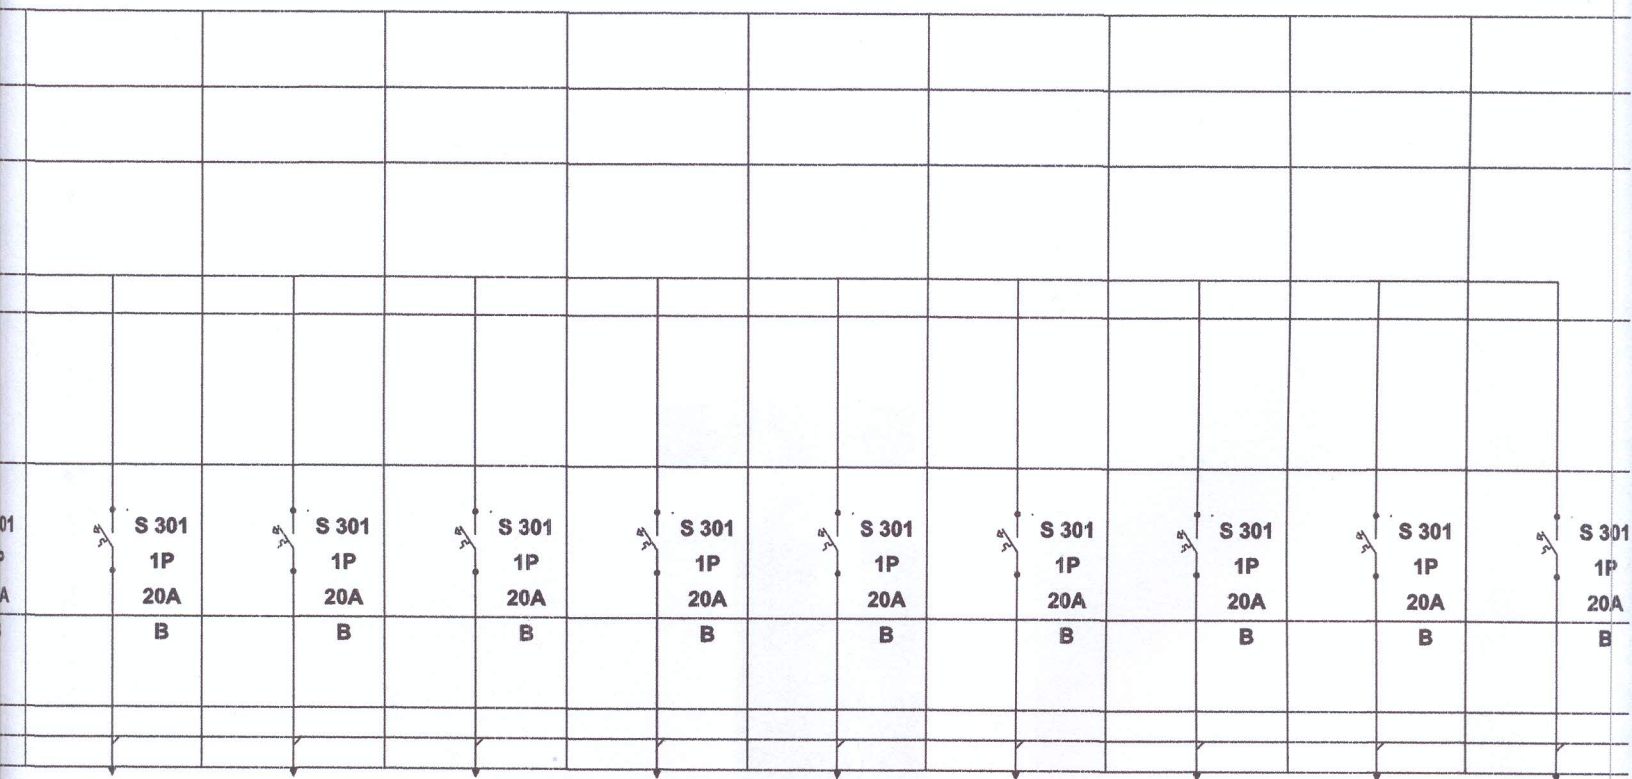 01 S 301 S 301 S 301 S 301 S 301 S 301 S 301 S 301 S 301
1P 1P 1P 1P 1P 1P 1P 1P 1P
A 20A 20A 20A 20A 20A 20A 20A 20A 20A
B B B B B B B B B